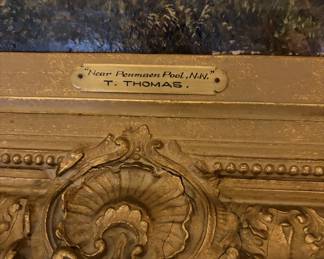 "Near Penmaen Pool, N.W."
T. THOMAS.